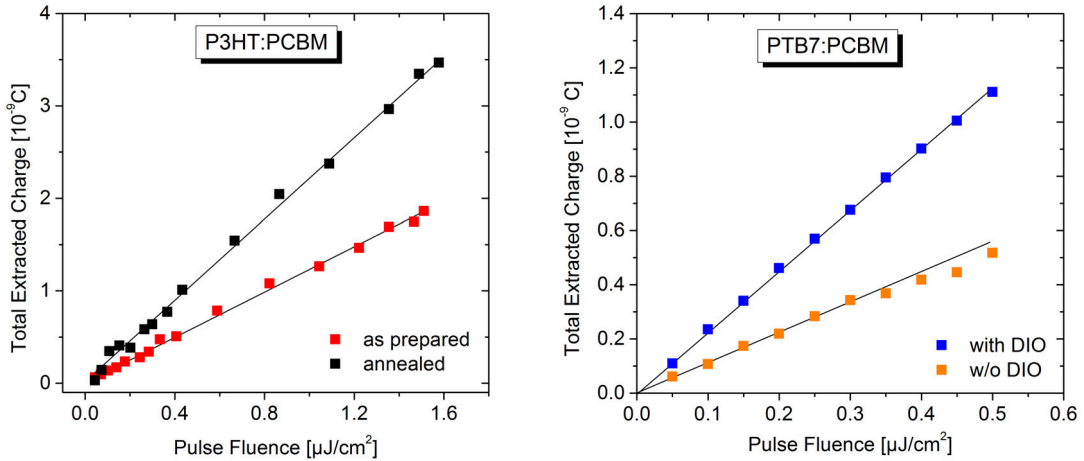 P3HT:PCBM
Total Extracted Charge [10⁻⁹C]
4
3
2
1
0
0.0 0.4 0.8 1.2 1.6
Pulse Fluence [µJ/cm²]
as prepared
annealed
PTB7:PCBM
Total Extracted Charge [10⁻⁹ C]
1.4
1.2
1.0
0.8
0.6
0.4
0.2
0.0
0.0 0.1 0.2 0.3 0.4 0.5 0.6
Pulse Fluence [µJ/cm²]
with DIO
w/o DIO